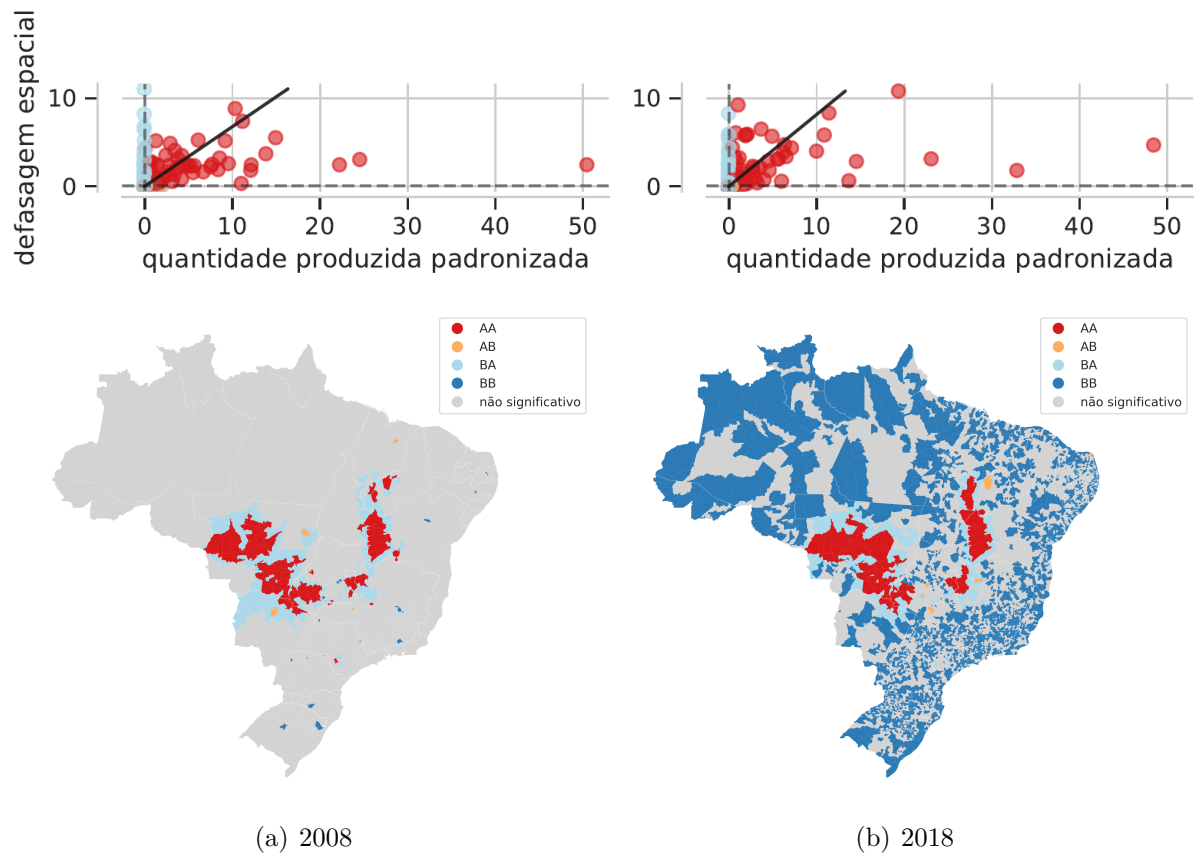 defasagem espacial
10
0
0 10 20 30 40 50
quantidade produzida padronizada
10
0
0 10 20 30 40 50
quantidade produzida padronizada
AA
AB
BA
BB
não significativo
AA
AB
BA
BB
não significativo
(a) 2008
(b) 2018